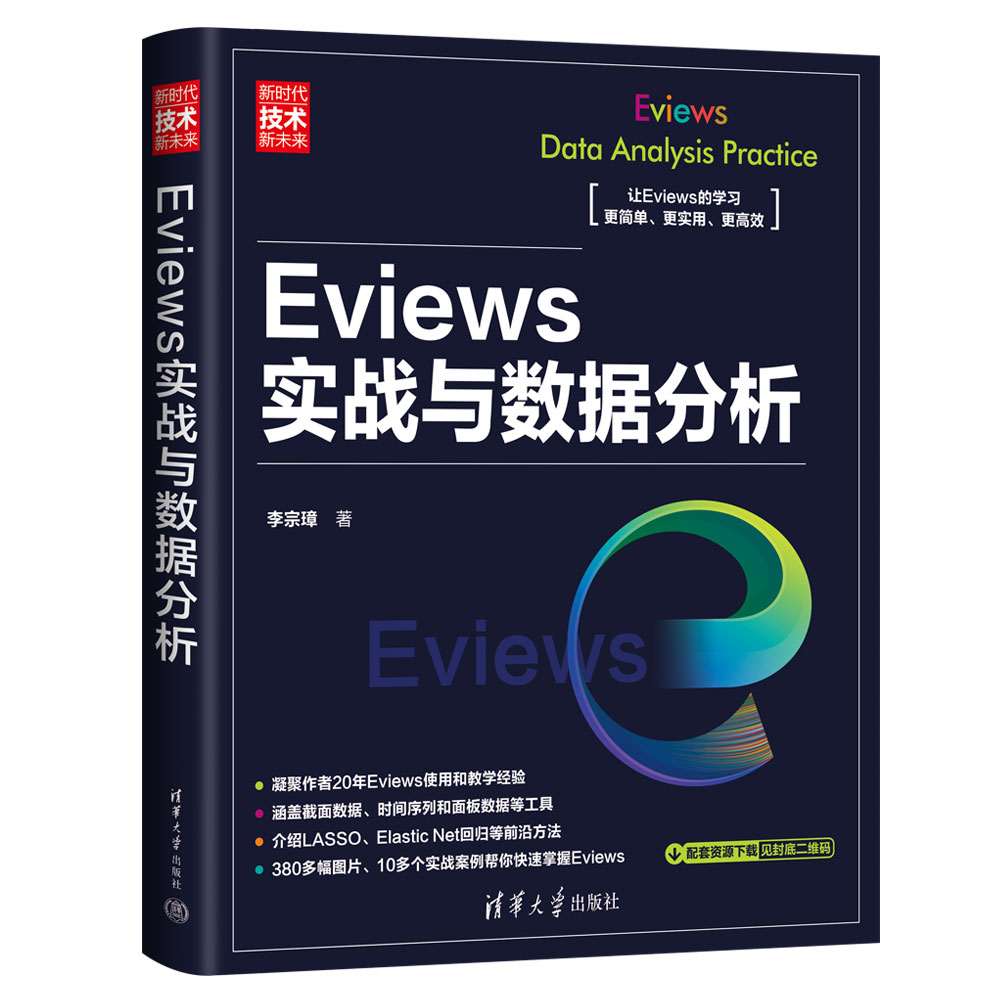 新时代
技术
新未来
Eviews实战与数据分析
清华大学出版社
新时代
技术
新未来
Eviews
Data Analysis Practice
让Eviews的学习
更简单、更实用、更高效
Eviews
实战与数据分析
李宗璋 著
Eviews
凝聚作者20年Eviews使用和教学经验
涵盖截面数据、时间序列和面板数据等工具
介绍LASSO、Elastic Net回归等前沿方法
380多幅图片、10多个实战案例帮你快速掌握Eviews
配套资源下载 见封底二维码
清华大学出版社